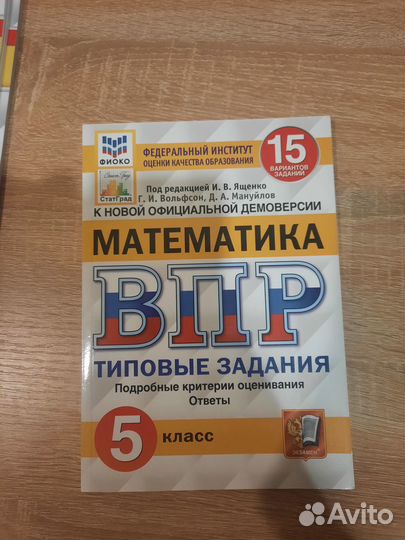 ФИОКО
ФЕДЕРАЛЬНЫЙ ИНСТИТУТ
ОЦЕНКИ КАЧЕСТВА ОБРАЗОВАНИЯ
15
ВАРИАНТОВ
ЗАДАНИЙ
СтатГрад
Под редакцией И. В. Ященко
Г. И. Вольфсон, Д. А. Мануйлов
К НОВОЙ ОФИЦИАЛЬНОЙ ДЕМОВЕРСИИ
МАТЕМАТИКА
ВПР
ТИПОВЫЕ ЗАДАНИЯ
Подробные критерии оценивания
Ответы
5 КЛАСС
ЭКЗАМЕН
Avito